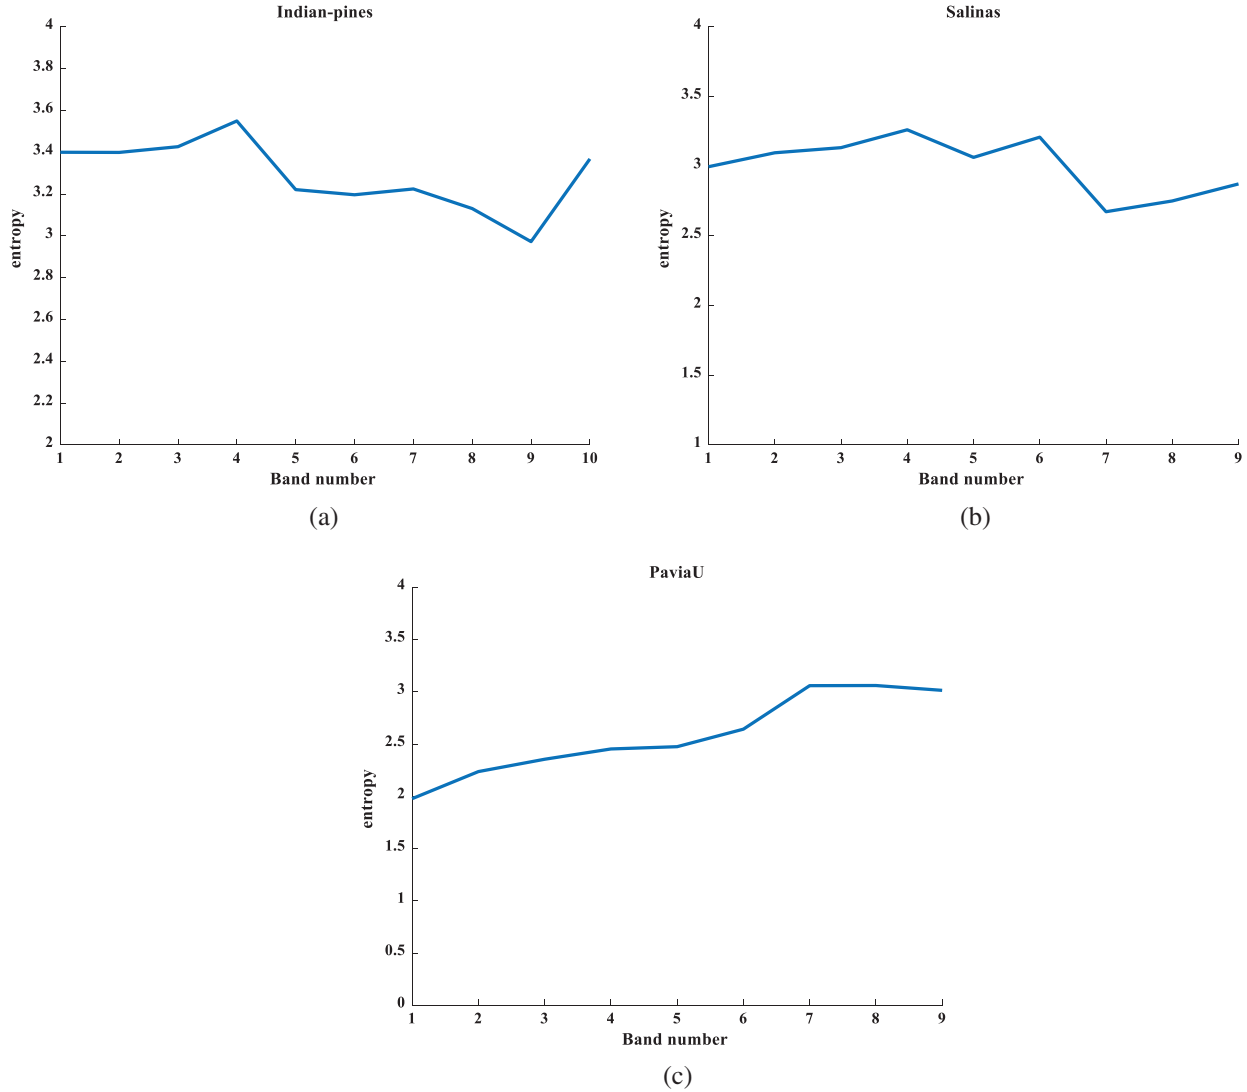 Indian-pines
4
3.8
3.6
3.4
3.2
3
2.8
2.6
2.4
2.2
2
entropy
1 2 3 4 5 6 7 8 9 10
Band number
(a)
Salinas
4
3.5
3
2.5
2
1.5
1
entropy
1 2 3 4 5 6 7 8 9
Band number
(b)
PaviaU
4
3.5
3
2.5
2
1.5
1
0.5
0
entropy
1 2 3 4 5 6 7 8 9
Band number
(c)